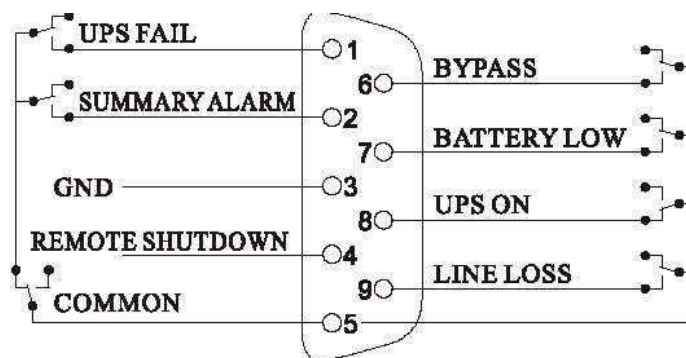 UPS FAIL
1
6
BYPASS
SUMMARY ALARM
2
7
BATTERY LOW
GND
3
8
UPS ON
REMOTE SHUTDOWN
4
9
LINE LOSS
COMMON
5